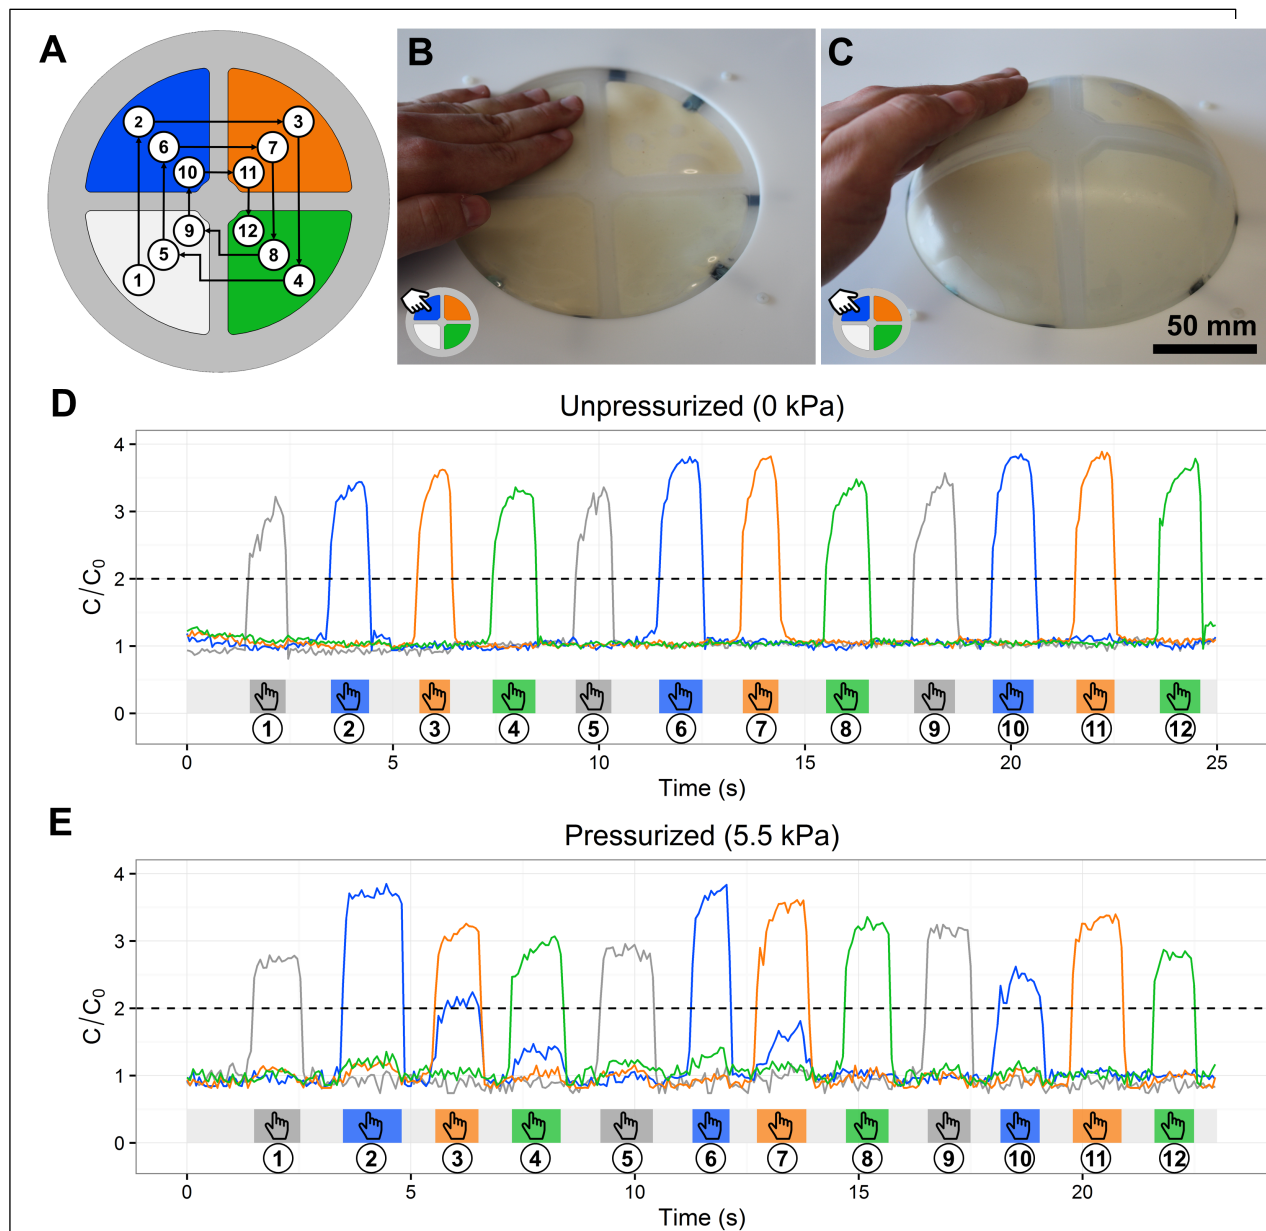 A
B
C
2
3
6
7
10
11
9
12
5
8
1
4
50 mm
D
Unpressurized (0 kPa)
4
3
2
1
0
C/C0
1 2 3 4 5 6 7 8 9 10 11 12
0 5 10 15 20 25
Time (s)
E
Pressurized (5.5 kPa)
4
3
2
1
0
C/C0
1 2 3 4 5 6 7 8 9 10 11 12
0 5 10 15 20
Time (s)